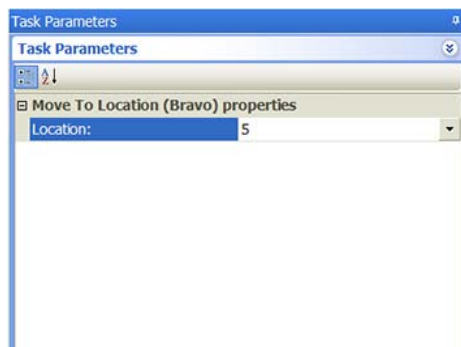 Task Parameters
Task Parameters
A Z
Move To Location (Bravo) properties
Location: 5